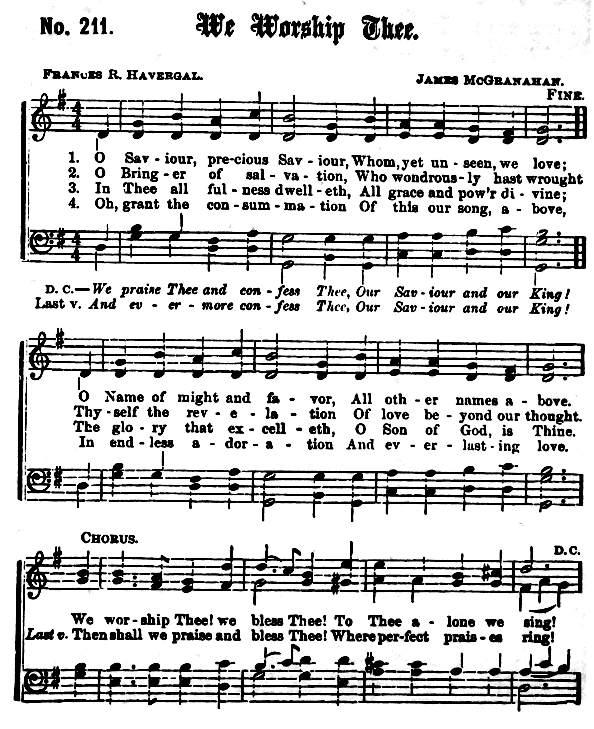 No. 211. We Worship Thee.
FRANCES R. HAVERGAL. JAMES MCGRANAHAN.
FINE.
1. O Sav - iour, pre-cious Sav - iour, Whom, yet un - seen, we love;
2. O Bring - er of sal - va - tion, Who wondrous - ly hast wrought
3. In Thee all ful - ness dwell - eth, All grace and pow'r di - vine;
4. Oh, grant the con - sum - ma - tion Of this our song, a - bove,
D. C.—We praise Thee and con - fess Thee, Our Sav - iour and our King!
Last v. And ev - er - more con - fess Thee, Our Sav - iour and our King!
O Name of might and fa - vor, All oth - er names a - bove.
Thy - self the rev - e - la - tion Of love be - yond our thought.
The glo - ry that ex - cell - eth, O Son of God, is Thine.
In end - less a - dor - a - tion And ev - er - last - ing love.
CHORUS.
D.C.
We wor - ship Thee! we bless Thee! To Thee a - lone we sing!
Last v. Then shall we praise and bless Thee! Where per - fect prais - es ring!